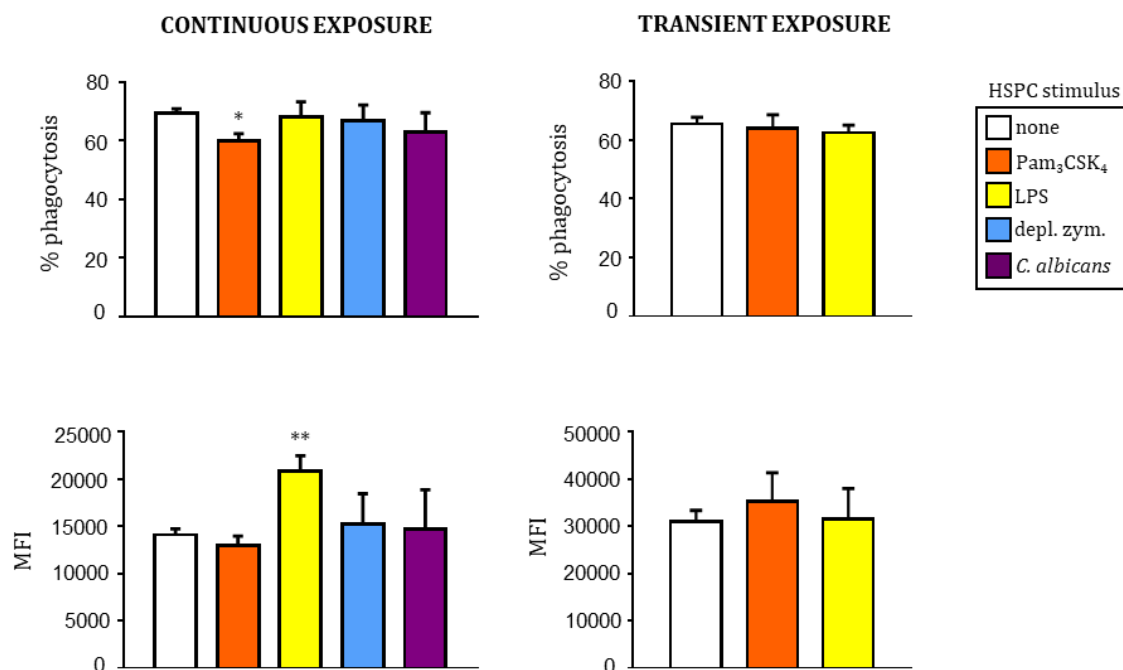 CONTINUOUS EXPOSURE
% phagocytosis
80
60
40
20
0
*
TRANSIENT EXPOSURE
% phagocytosis
80
60
40
20
0
HSPC stimulus
none
Pam₃CSK₄
LPS
depl. zym.
C. albicans
MFI
25000
20000
15000
10000
5000
0
**
MFI
50000
40000
30000
20000
10000
0